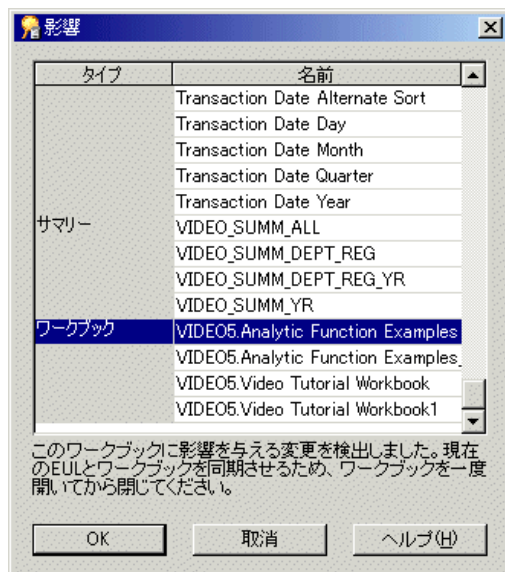 影響
タイプ 名前
Transaction Date Alternate Sort
Transaction Date Day
Transaction Date Month
Transaction Date Quarter
Transaction Date Year
サマリー VIDEO_SUMM_ALL
VIDEO_SUMM_DEPT_REG
VIDEO_SUMM_DEPT_REG_YR
VIDEO_SUMM_YR
ワークブック VIDEO5.Analytic Function Examples
VIDEO5.Analytic Function Examples_
VIDEO5.Video Tutorial Workbook
VIDEO5.Video Tutorial Workbook1
このワークブックに影響を与える変更を検出しました。現在
のEULとワークブックを同期させるため、ワークブックを一度
開いてから閉じてください。
OK 取消 ヘルプ(H)